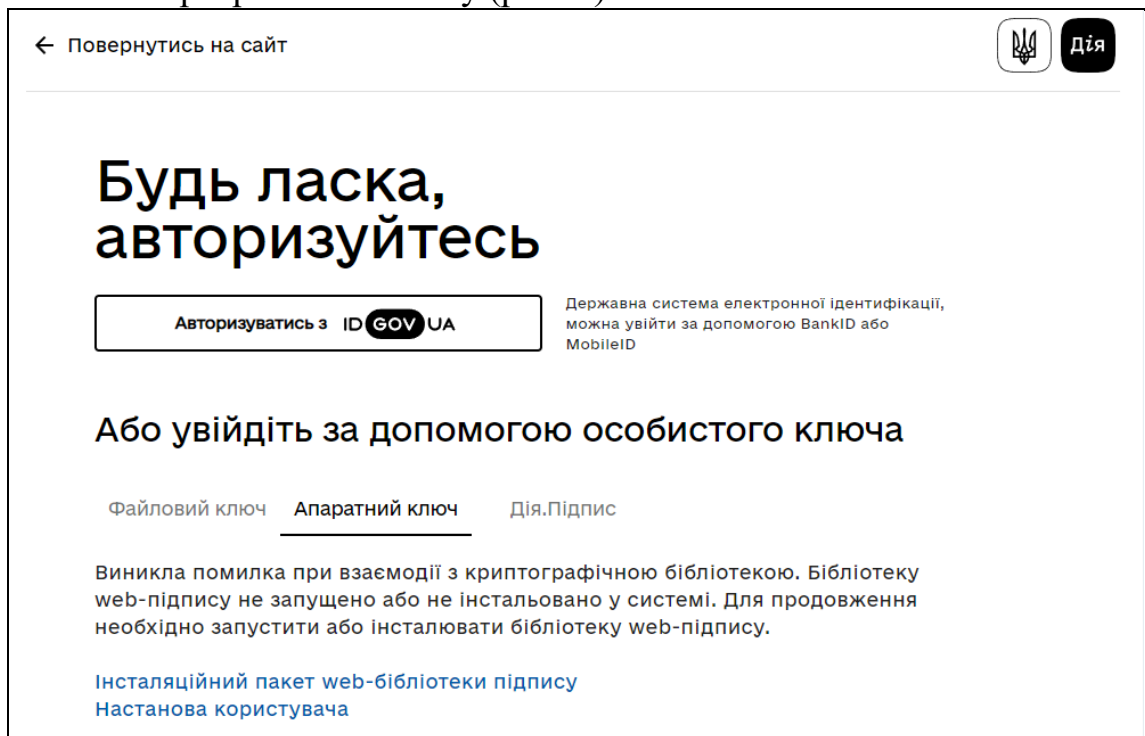 ← Повернутись на сайт
Дія
Будь ласка,
авторизуйтесь
Авторизуватись з ID GOV UA
Державна система електронної ідентифікації,
можна увійти за допомогою BankID або
MobileID
Або увійдіть за допомогою особистого ключа
Файловий ключ Апаратний ключ Дія.Підпис
Виникла помилка при взаємодії з криптографічною бібліотекою. Бібліотеку
web-підпису не запущено або не інстальовано у системі. Для продовження
необхідно запустити або інсталювати бібліотеку web-підпису.
Інсталяційний пакет web-бібліотеки підпису
Настанова користувача